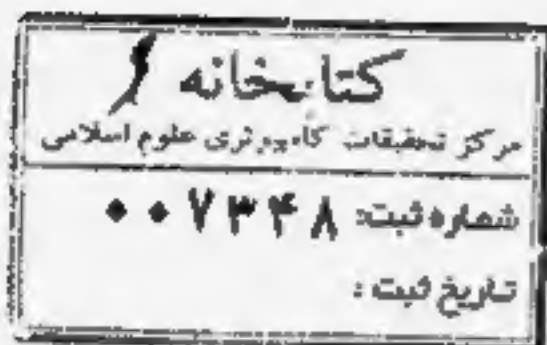 کتابخانه
مرکز تحقیقات کامپیوتری علوم اسلامی
شماره ثبت: ۰۰۷۳۴۸
تاریخ ثبت: